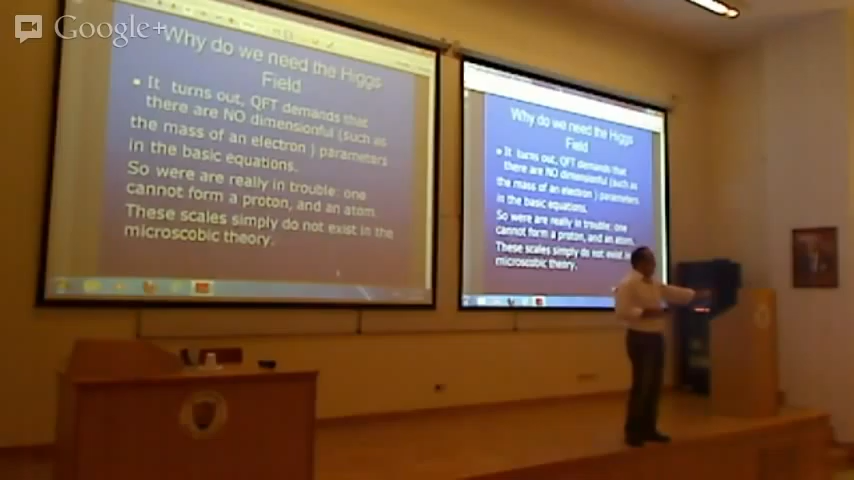 Google+
Why do we need the Higgs
Field
It turns out, QFT demands that
there are NO dimensionful (such as
the mass of an electron ) parameters
in the basic equations.
So were are really in trouble: one
cannot form a proton, and an atom.
These scales simply do not exist in the
microscobic theory.
Why do we need the Higgs
Field
It turns out, QFT demands that
there are NO dimensionful (such as
the mass of an electron ) parameters
in the basic equations.
So were are really in trouble: one
cannot form a proton, and an atom.
These scales simply do not exist in
microscobic theory.